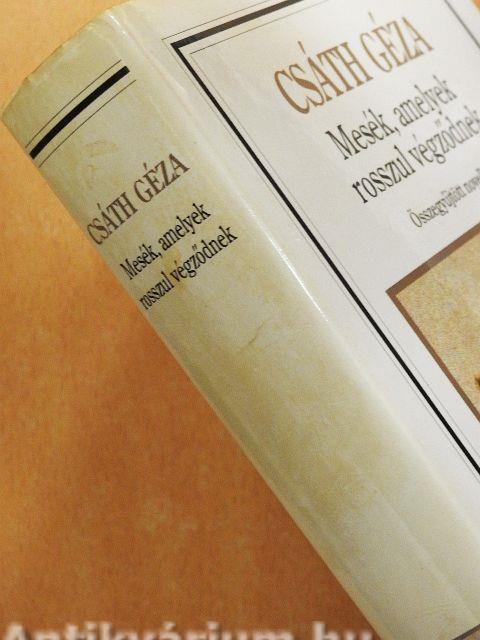 CSÁTH GÉZA
Mesék, amelyek
rosszul végződnek
CSÁTH GÉZA
Mesék, amelyek
rosszul végződnek
Összegyűjtött
Antikvárium.hu